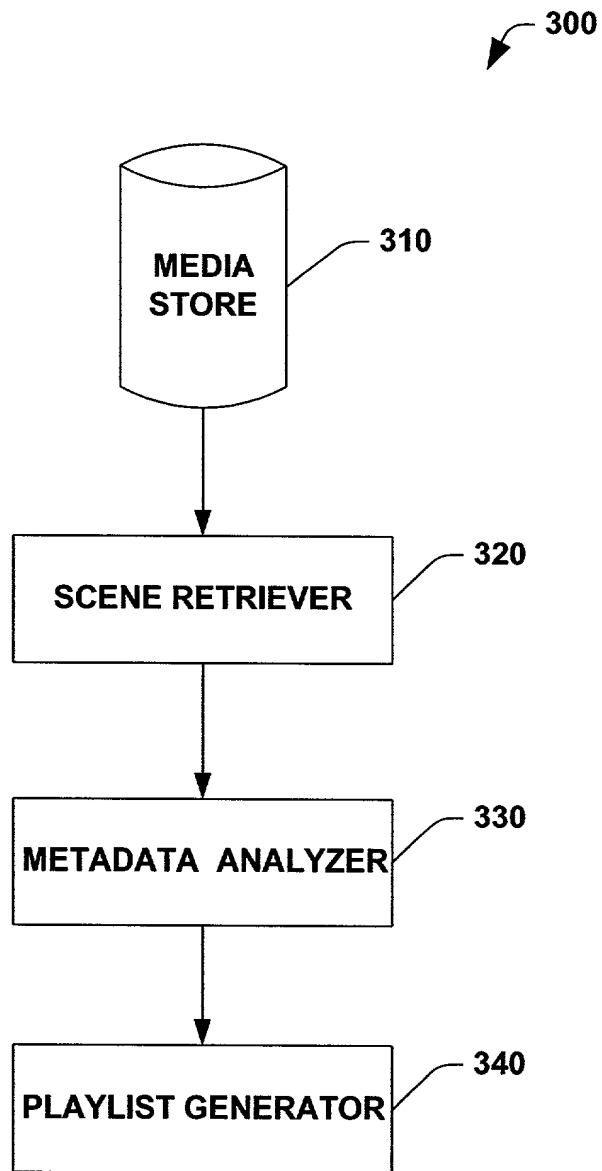 300
MEDIA
STORE
310
SCENE RETRIEVER
320
METADATA ANALYZER
330
PLAYLIST GENERATOR
340